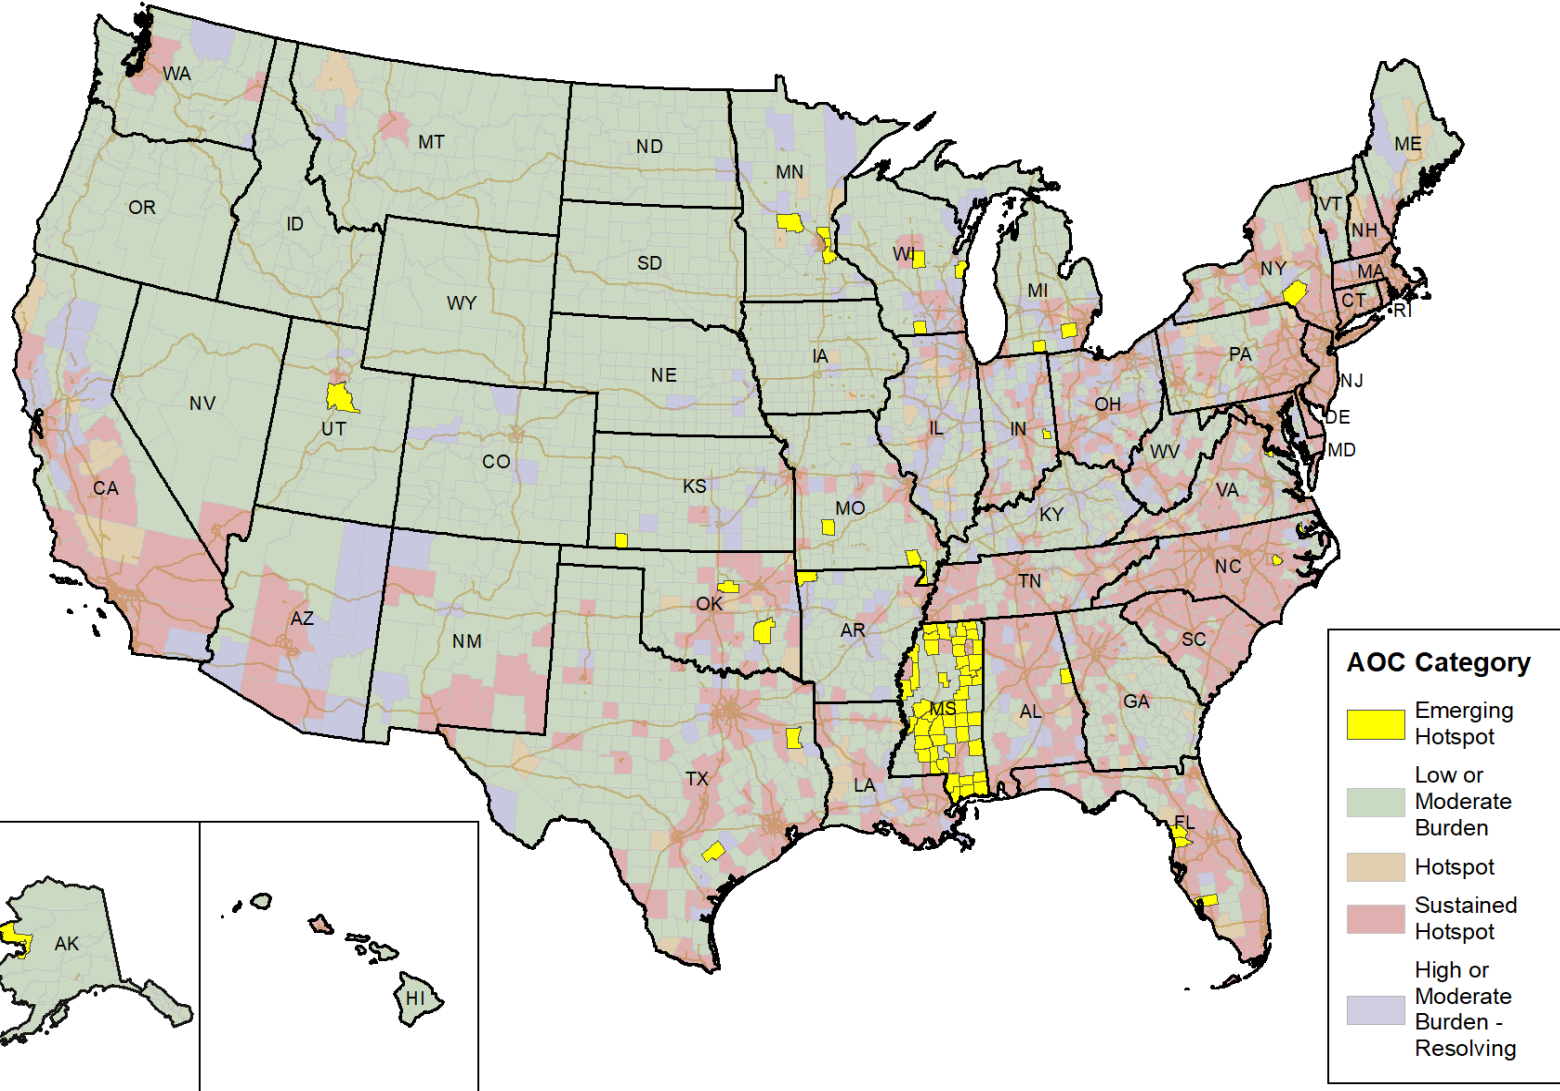 WA
MT
ND
MN
ME
OR
ID
SD
WI
MI
VT
NH
NY
MA
CT
RI
WY
IA
NE
PA
NJ
NV
UT
CO
IL
IN
OH
DE
MD
WV
CA
KS
MO
KY
VA
AZ
NM
OK
AR
TN
NC
SC
MS
AL
GA
TX
LA
FL
AK
HI
AOC Category
Emerging
Hotspot
Low or
Moderate
Burden
Hotspot
Sustained
Hotspot
High or
Moderate
Burden -
Resolving